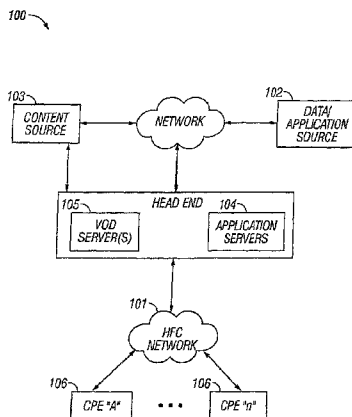 100
103
CONTENT
SOURCE
NETWORK
102
DATA/
APPLICATION
SOURCE
HEAD END
105
VOD
SERVER(S)
104
APPLICATION
SERVERS
101
HFC
NETWORK
106
CPE "A"
• • •
106
CPE "n"